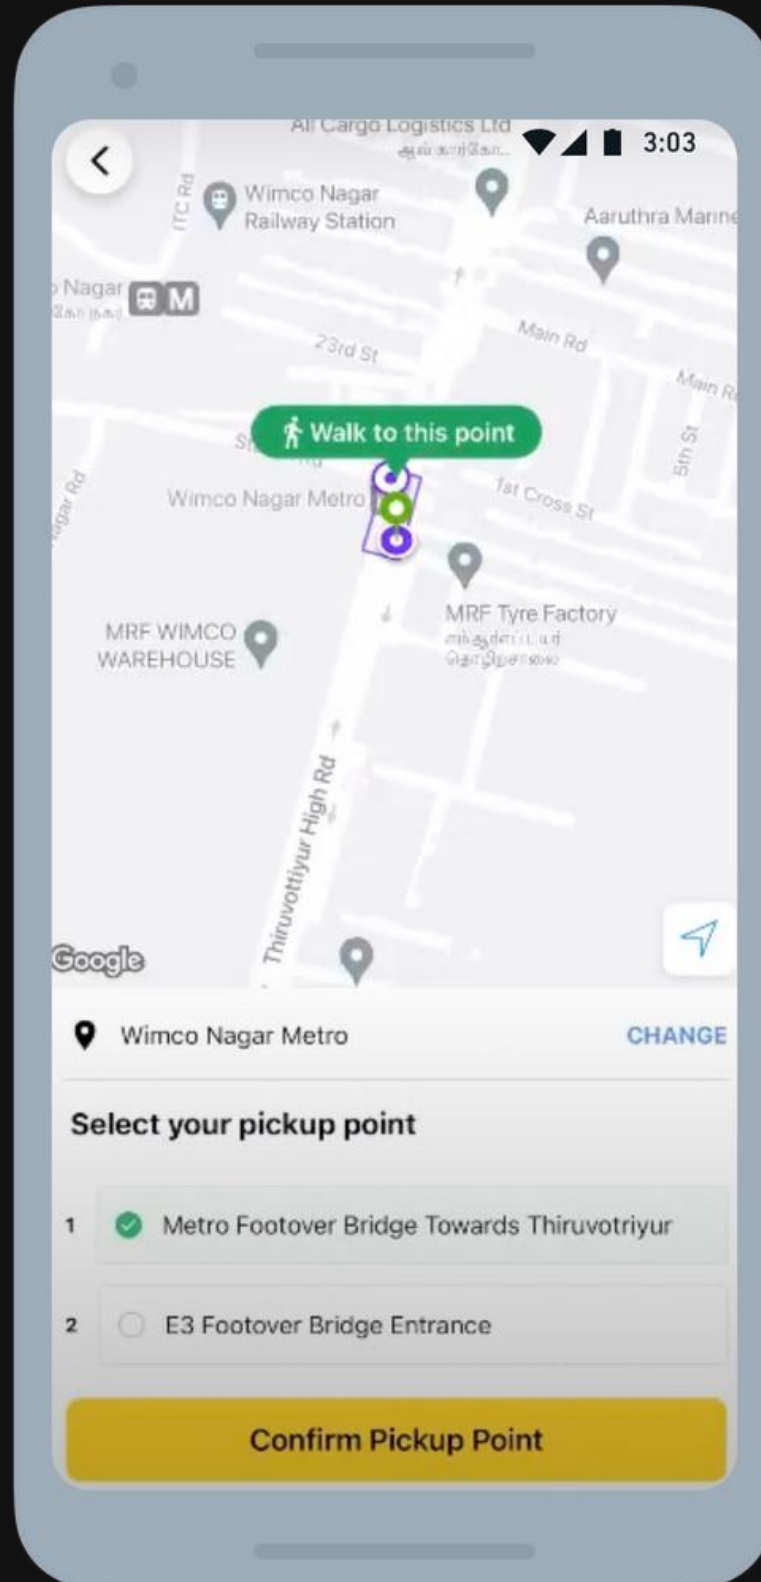 All Cargo Logistics Ltd
3:03
ITC Rd
Wimco Nagar
Railway Station
Aaruthra Marine
Nagar
M
23rd St
Main Rd
Main R
5th St
Walk to this point
Wimco Nagar Metro
1st Cross St
agar Rd
MRF WIMCO
WAREHOUSE
MRF Tyre Factory
தொழிற்சாலை
Thiruvottiyur High Rd
Google
Wimco Nagar Metro
CHANGE
Select your pickup point
1
Metro Footover Bridge Towards Thiruvotriyur
2
E3 Footover Bridge Entrance
Confirm Pickup Point